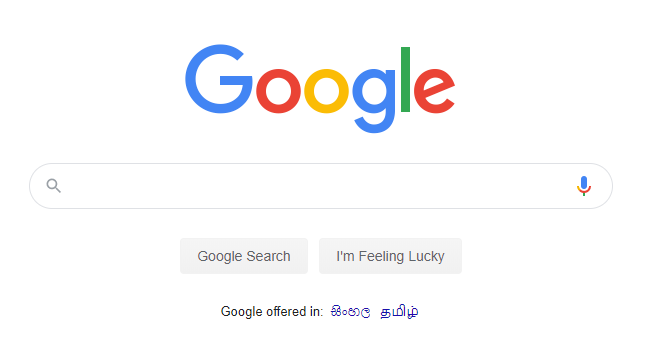 Google
Google Search I'm Feeling Lucky
Google offered in: සිංහල தமிழ்